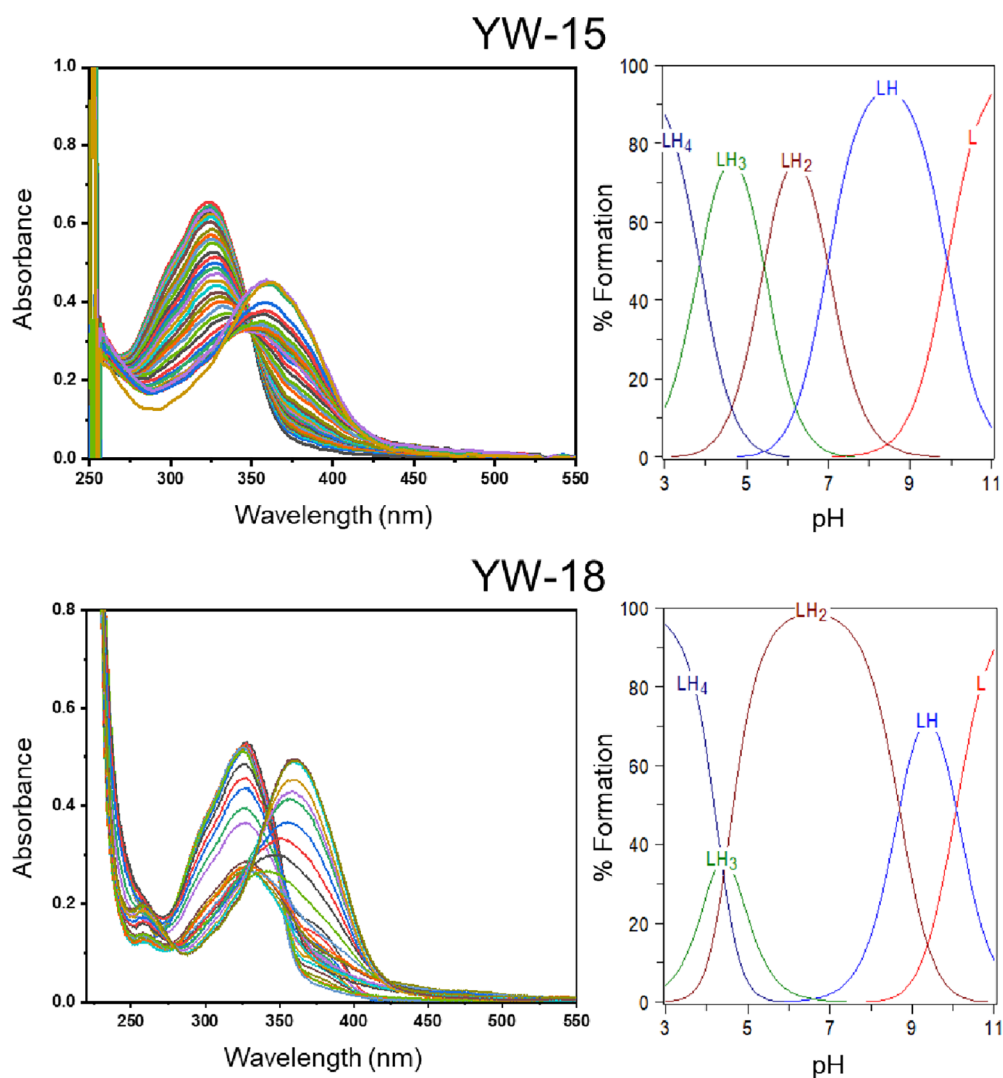 YW-15
1.0
0.8
0.6
0.4
0.2
0.0
Absorbance
250 300 350 400 450 500 550
Wavelength (nm)
100
80
60
40
20
0
% Formation
LH4
LH3
LH2
LH
L
3 5 7 9 11
pH
YW-18
0.8
0.6
0.4
0.2
0.0
Absorbance
250 300 350 400 450 500 550
Wavelength (nm)
100
80
60
40
20
0
% Formation
LH4
LH3
LH2
LH
L
3 5 7 9 11
pH